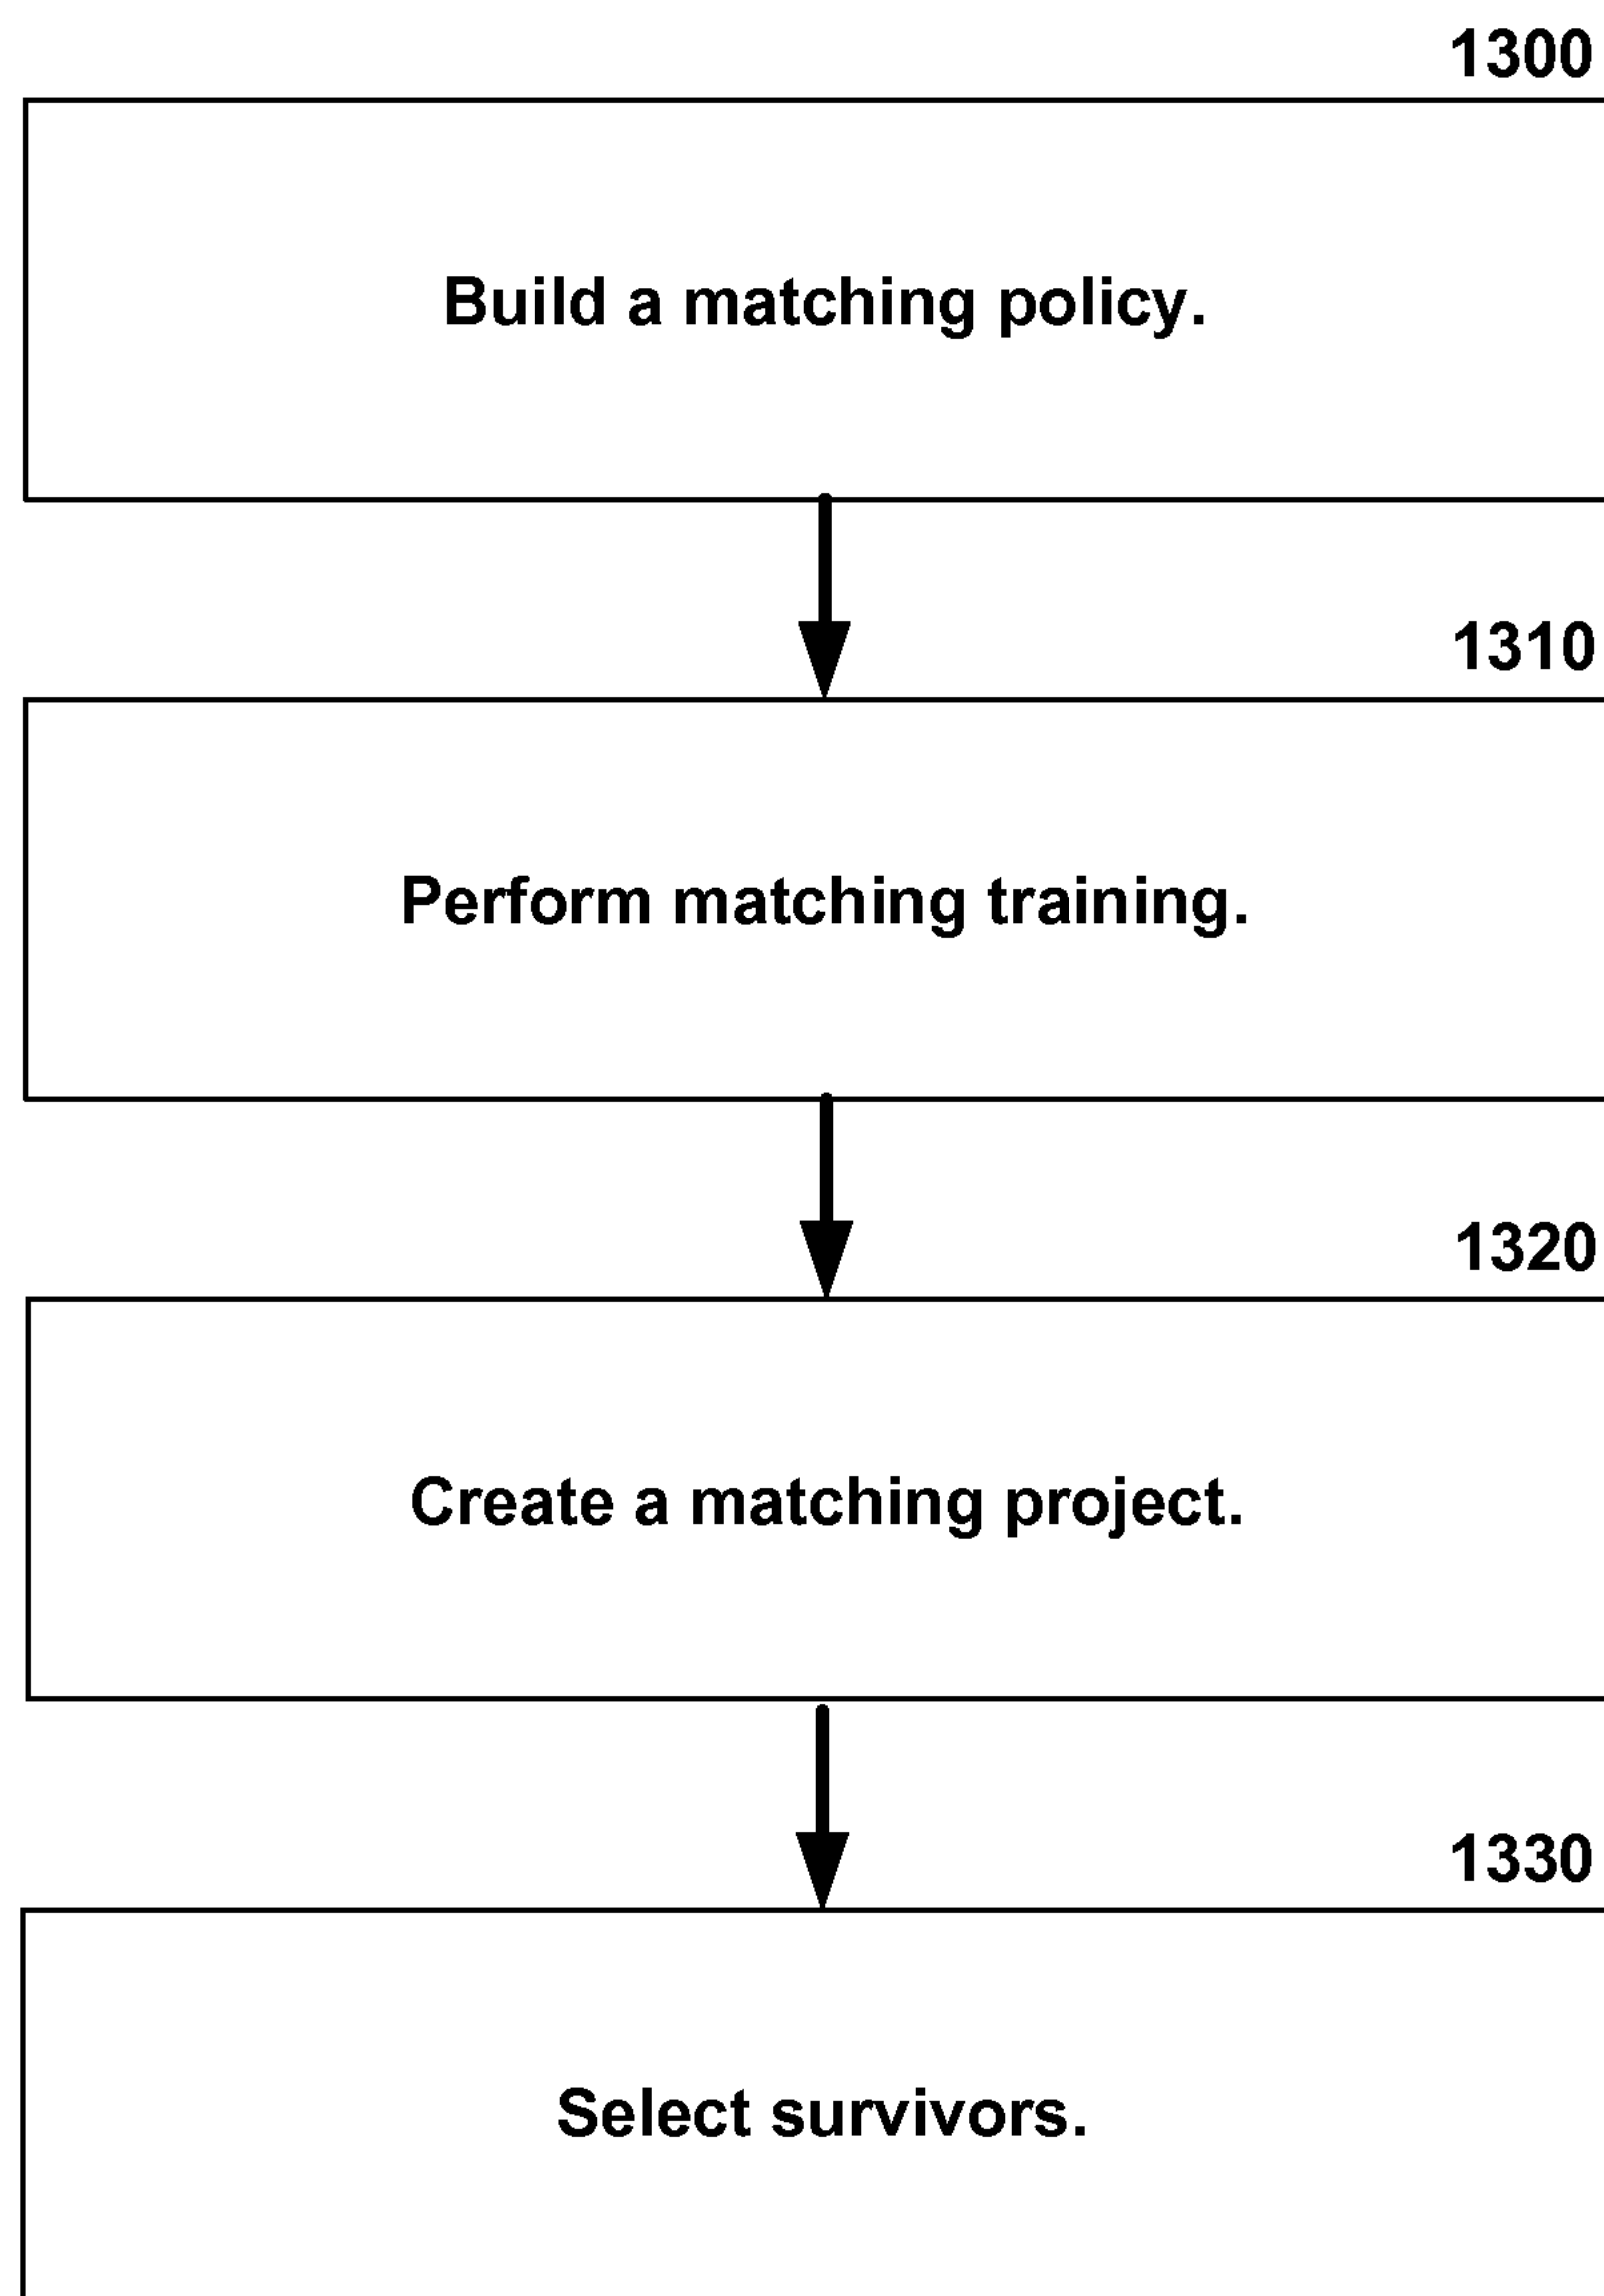 1300
Build a matching policy.
1310
Perform matching training.
1320
Create a matching project.
1330
Select survivors.